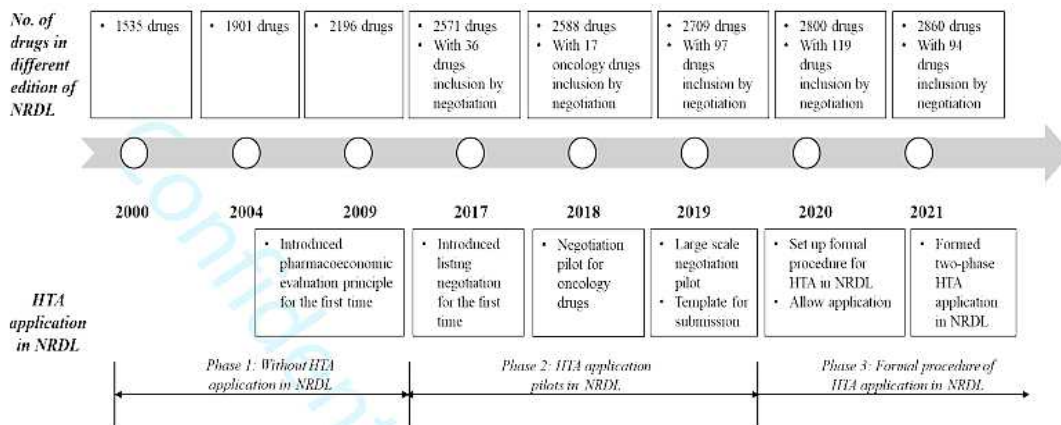 No. of
drugs in
different
edition of
NRDL
• 1535 drugs
• 1901 drugs
• 2196 drugs
• 2571 drugs
• With 36
drugs
inclusion by
negotiation
• 2588 drugs
• With 17
oncology drugs
inclusion by
negotiation
• 2709 drugs
• With 97
drugs
inclusion by
negotiation
• 2800 drugs
• With 119
drugs
inclusion by
negotiation
• 2860 drugs
• With 94
drugs
inclusion by
negotiation
2000
2004
2009
2017
2018
2019
2020
2021
HTA
application
in NRDL
• Introduced
pharmacoeconomic
evaluation principle
for the first time
• Introduced
listing
negotiation
for the first
time
• Negotiation
pilot for
oncology
drugs
• Large scale
negotiation
pilot
• Template for
submission
• Set up formal
procedure for
HTA in NRDL
• Allow application
• Formed
two-phase
HTA
application
in NRDL
Phase 1: Without HTA
application in NRDL
Phase 2: HTA application
pilots in NRDL
Phase 3: Formal procedure of
HTA application in NRDL